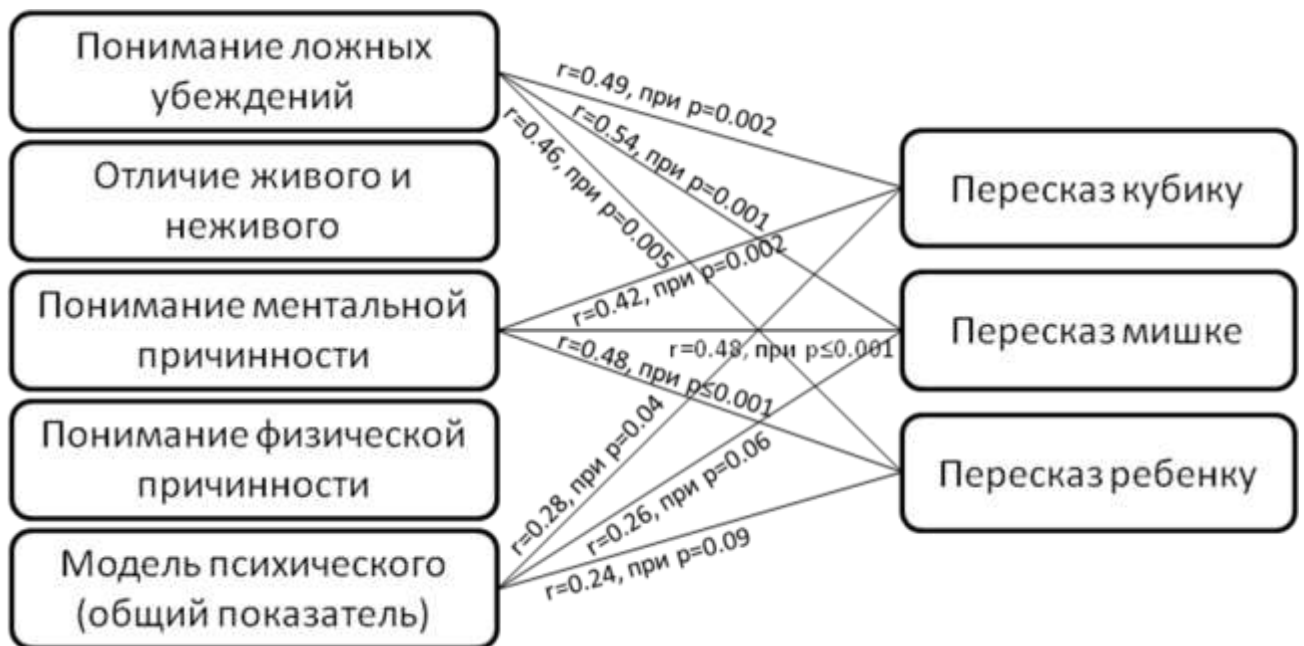 Понимание ложных
убеждений
Отличие живого и
неживого
Понимание ментальной
причинности
Понимание физической
причинности
Модель психического
(общий показатель)
r=0.49, при p=0.002
r=0.54, при p=0.001
r=0.46, при p=0.005
r=0.42, при p=0.002
r=0.48, при p≤0.001
r=0.48, при p≤0.001
r=0.28, при p=0.04
r=0.26, при p=0.06
r=0.24, при p=0.09
Пересказ кубику
Пересказ мишке
Пересказ ребенку